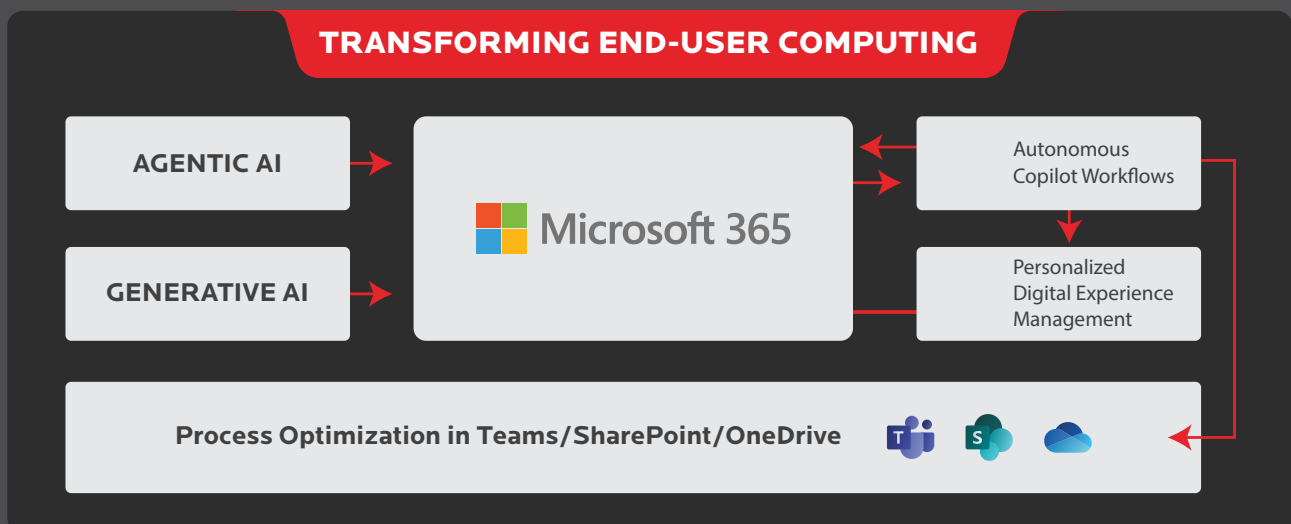 TRANSFORMING END-USER COMPUTING
AGENTIC AI
GENERATIVE AI
Microsoft 365
Autonomous
Copilot Workflows
Personalized
Digital Experience
Management
Process Optimization in Teams/SharePoint/OneDrive
T
S